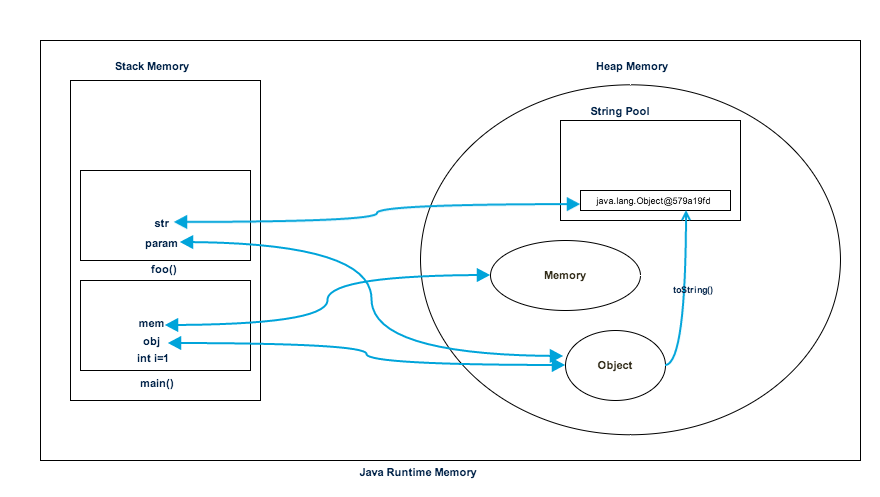 Stack Memory
Heap Memory
String Pool
java.lang.Object@579a19fd
str
param
foo()
Memory
toString()
mem
obj
int i=1
Object
main()
Java Runtime Memory